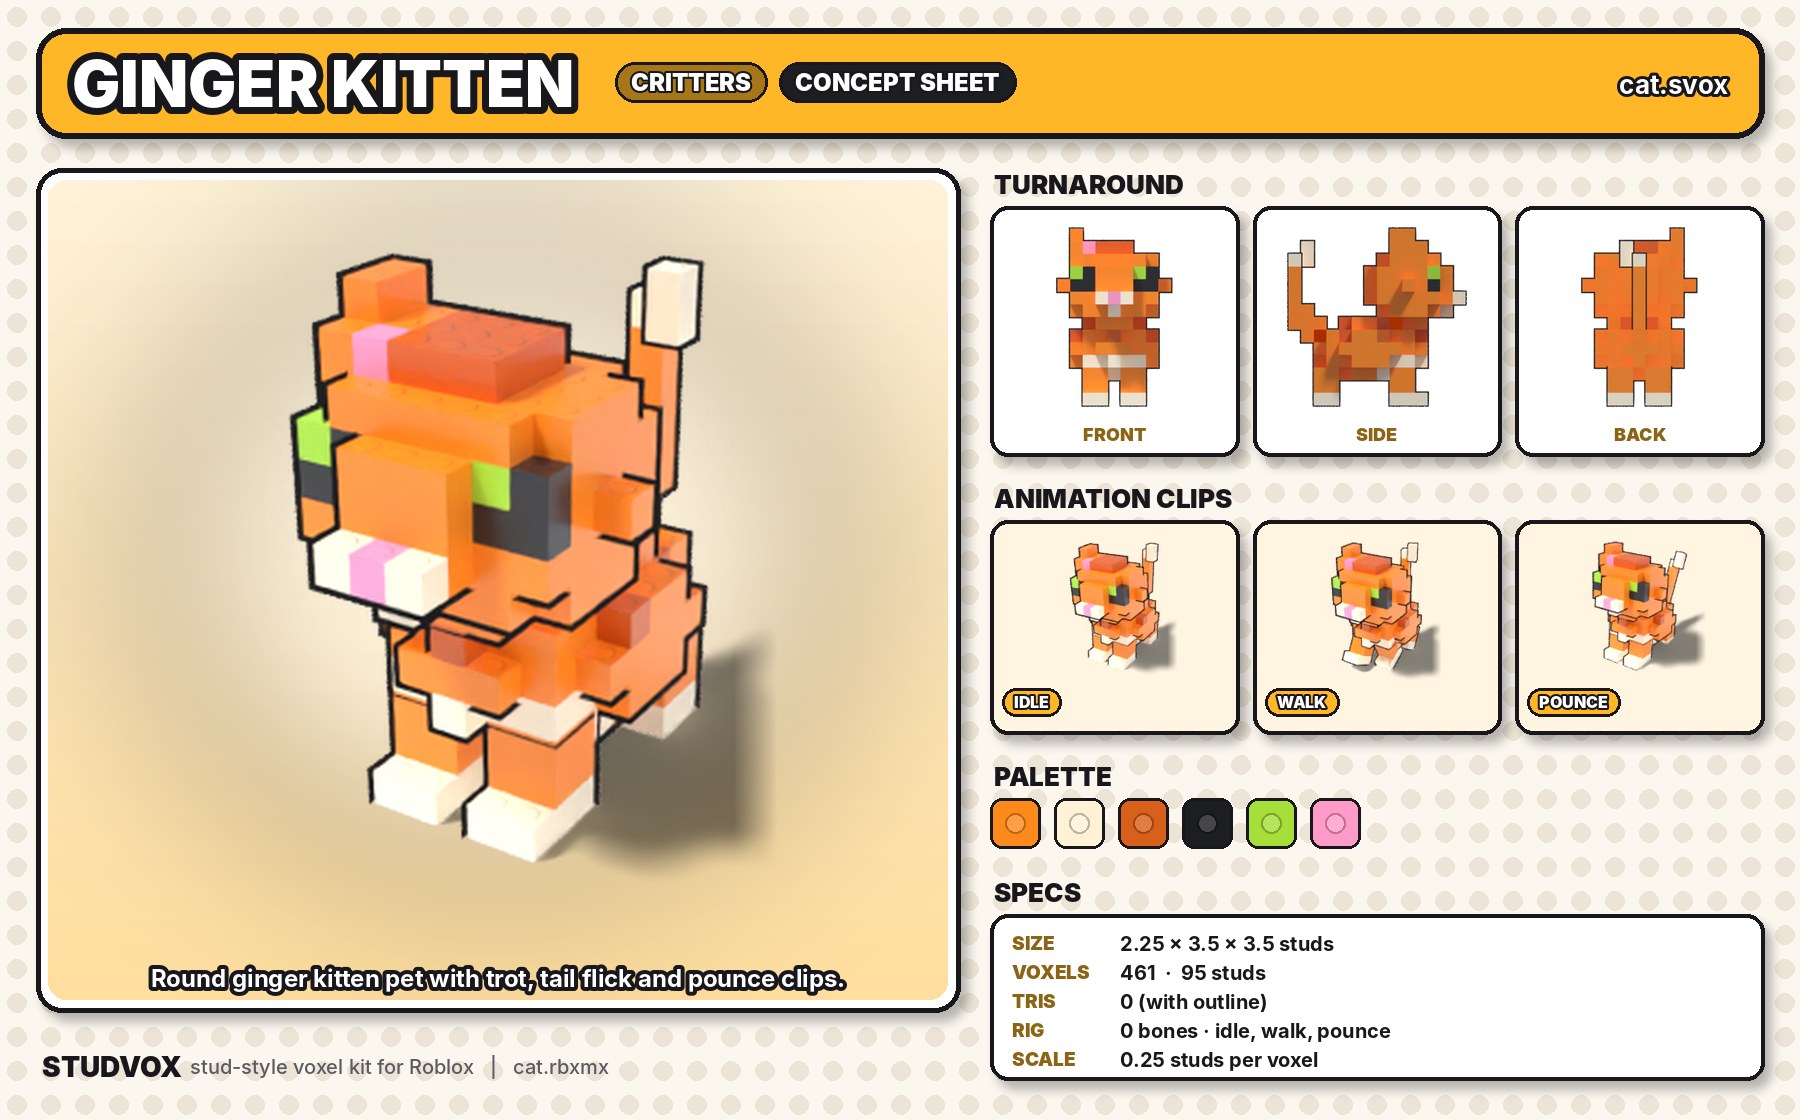 GINGER KITTEN
CRITTERS
CONCEPT SHEET
cat.svox
Round ginger kitten pet with trot, tail flick and pounce clips.
TURNAROUND
FRONT
SIDE
BACK
ANIMATION CLIPS
IDLE
WALK
POUNCE
PALETTE
SPECS
SIZE 2.25 × 3.5 × 3.5 studs
VOXELS 461 · 95 studs
TRIS 0 (with outline)
RIG 0 bones · idle, walk, pounce
SCALE 0.25 studs per voxel
STUDVOX stud-style voxel kit for Roblox | cat.rbxmx